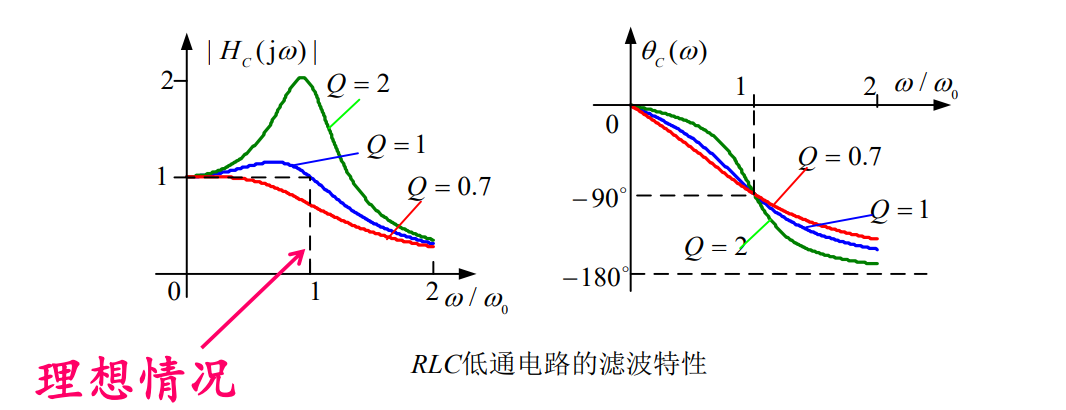 | H_C(jω) |
2
Q = 2
Q = 1
1
Q = 0.7
0
1
2
ω / ω₀
θ_C(ω)
1
2
ω / ω₀
0
Q = 0.7
−90°
Q = 1
Q = 2
−180°
理想情况
RLC低通电路的滤波特性